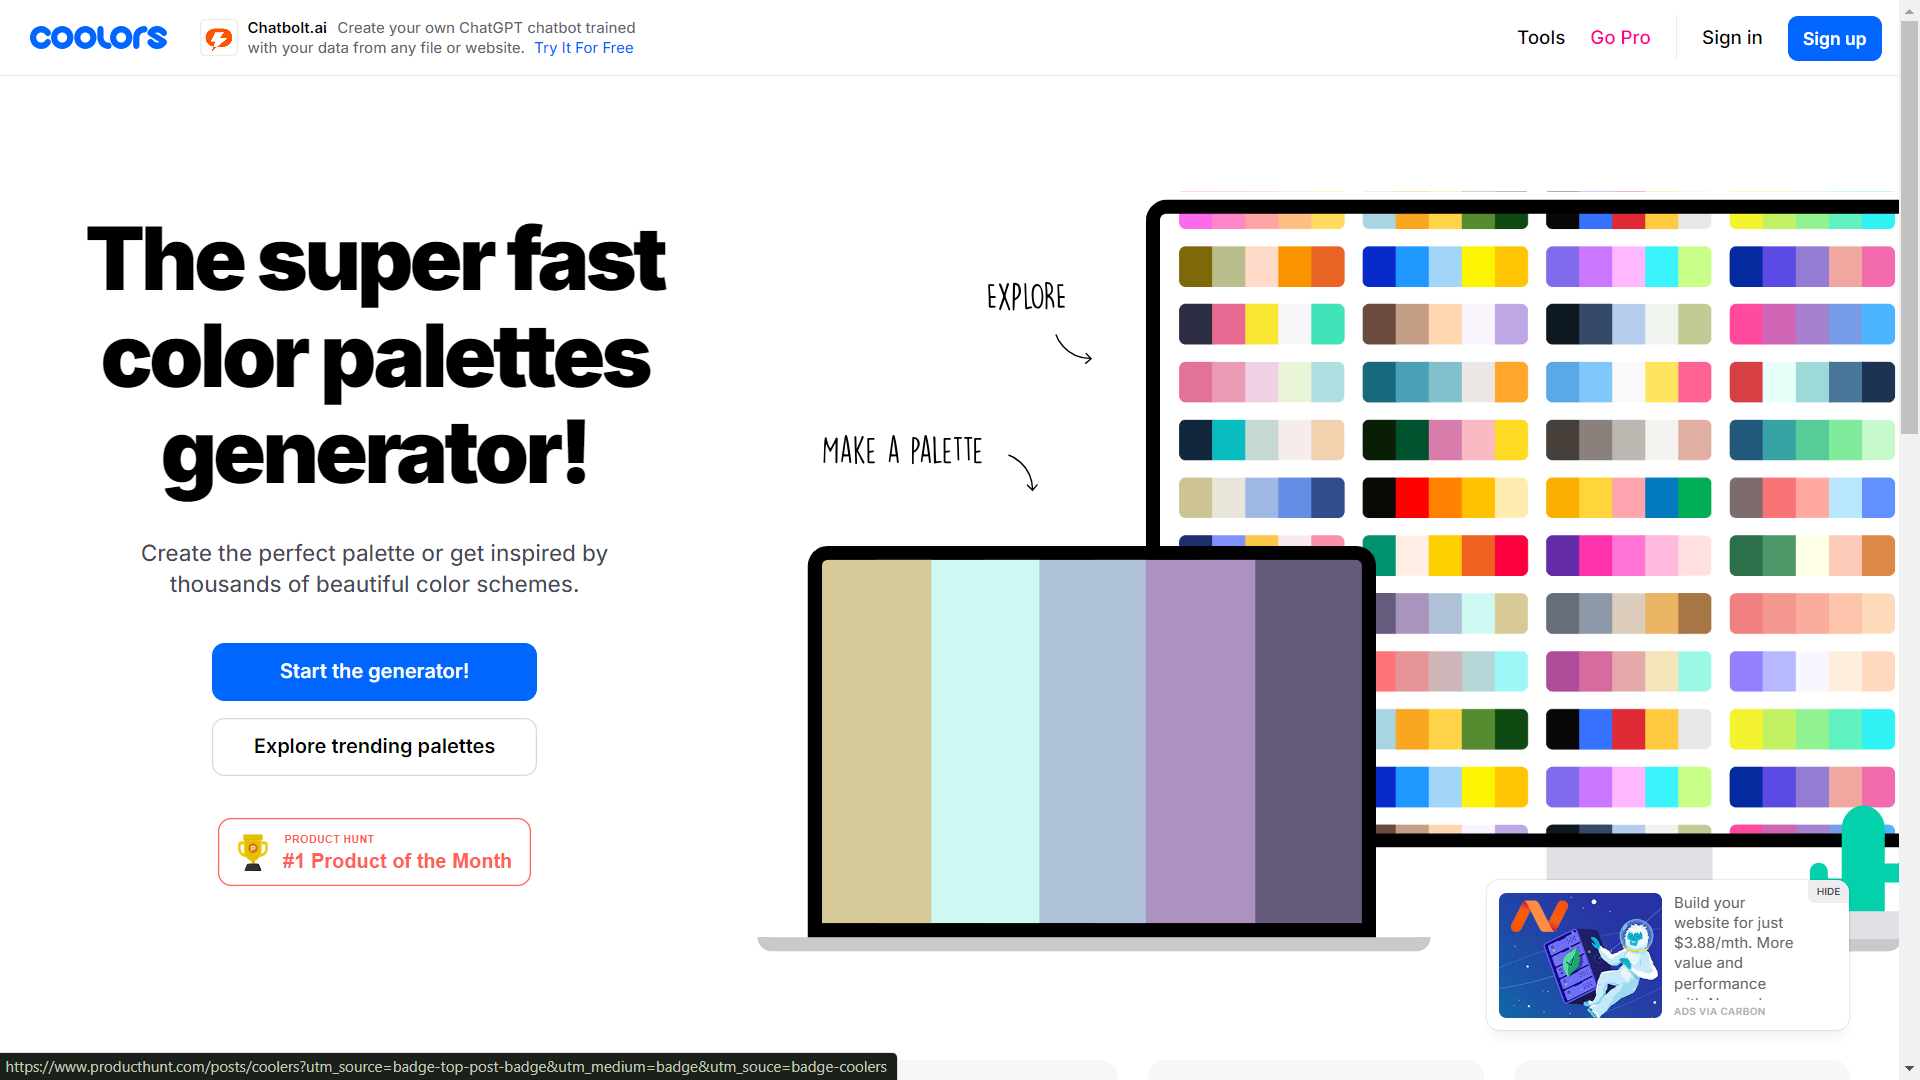 coolors
Chatbolt.ai Create your own ChatGPT chatbot trained
with your data from any file or website. Try It For Free
Tools
Go Pro
Sign in
Sign up
The super fast
color palettes
generator!
Create the perfect palette or get inspired by
thousands of beautiful color schemes.
Start the generator!
Explore trending palettes
PRODUCT HUNT
#1 Product of the Month
EXPLORE
MAKE A PALETTE
HIDE
Build your
website for just
$3.88/mth. More
value and
performance
ADS VIA CARBON
https://www.producthunt.com/posts/coolers?utm_source=badge-top-post-badge&utm_medium=badge&utm_souce=badge-coolers